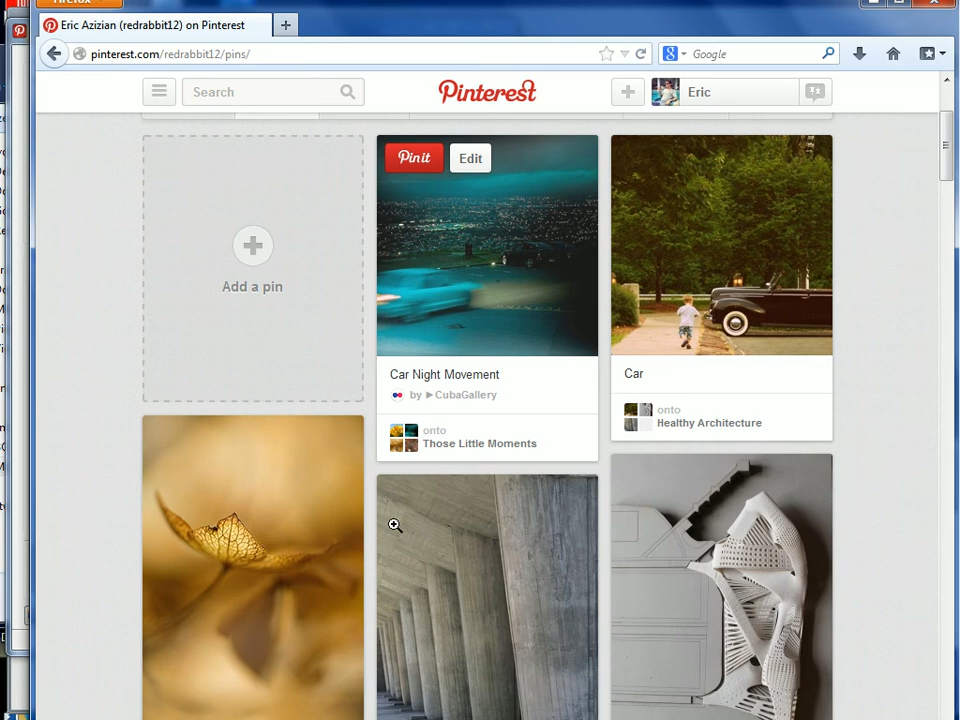 Firefox
Eric Azizian (redrabbit12) on Pinterest
pinterest.com/redrabbit12/pins/
Google
Search
Pinterest
Eric
Pin it
Edit
Add a pin
Car Night Movement
by ►CubaGallery
onto
Those Little Moments
Car
onto
Healthy Architecture